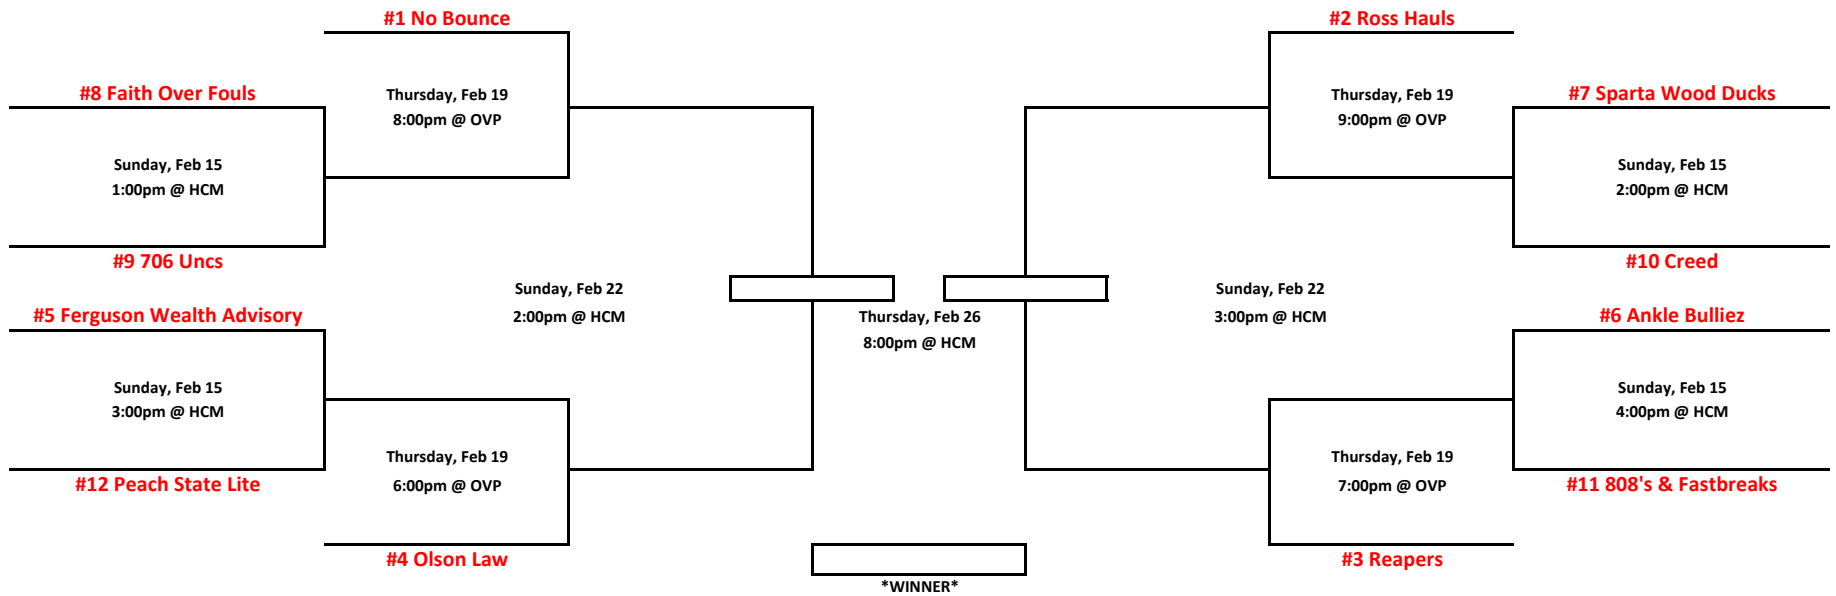 #1 No Bounce
#2 Ross Hauls
#8 Faith Over Fouls
Thursday, Feb 19
8:00pm @ OVP
Thursday, Feb 19
9:00pm @ OVP
#7 Sparta Wood Ducks
Sunday, Feb 15
1:00pm @ HCM
Sunday, Feb 15
2:00pm @ HCM
#9 706 Uncs
#10 Creed
Sunday, Feb 22
2:00pm @ HCM
Thursday, Feb 26
8:00pm @ HCM
Sunday, Feb 22
3:00pm @ HCM
#5 Ferguson Wealth Advisory
#6 Ankle Bulliez
Sunday, Feb 15
3:00pm @ HCM
Sunday, Feb 15
4:00pm @ HCM
#12 Peach State Lite
Thursday, Feb 19
6:00pm @ OVP
Thursday, Feb 19
7:00pm @ OVP
#11 808's & Fastbreaks
#4 Olson Law
#3 Reapers
*WINNER*